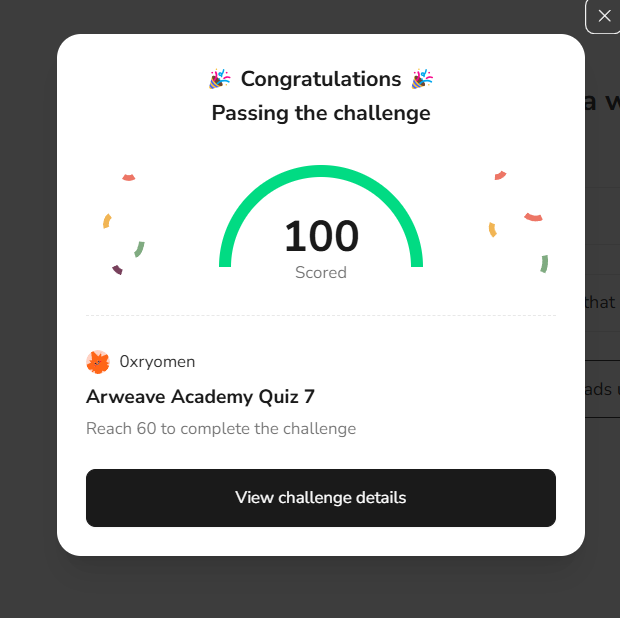 Congratulations
Passing the challenge
100
Scored
0xryomen
Arweave Academy Quiz 7
Reach 60 to complete the challenge
View challenge details
a w
that
ads